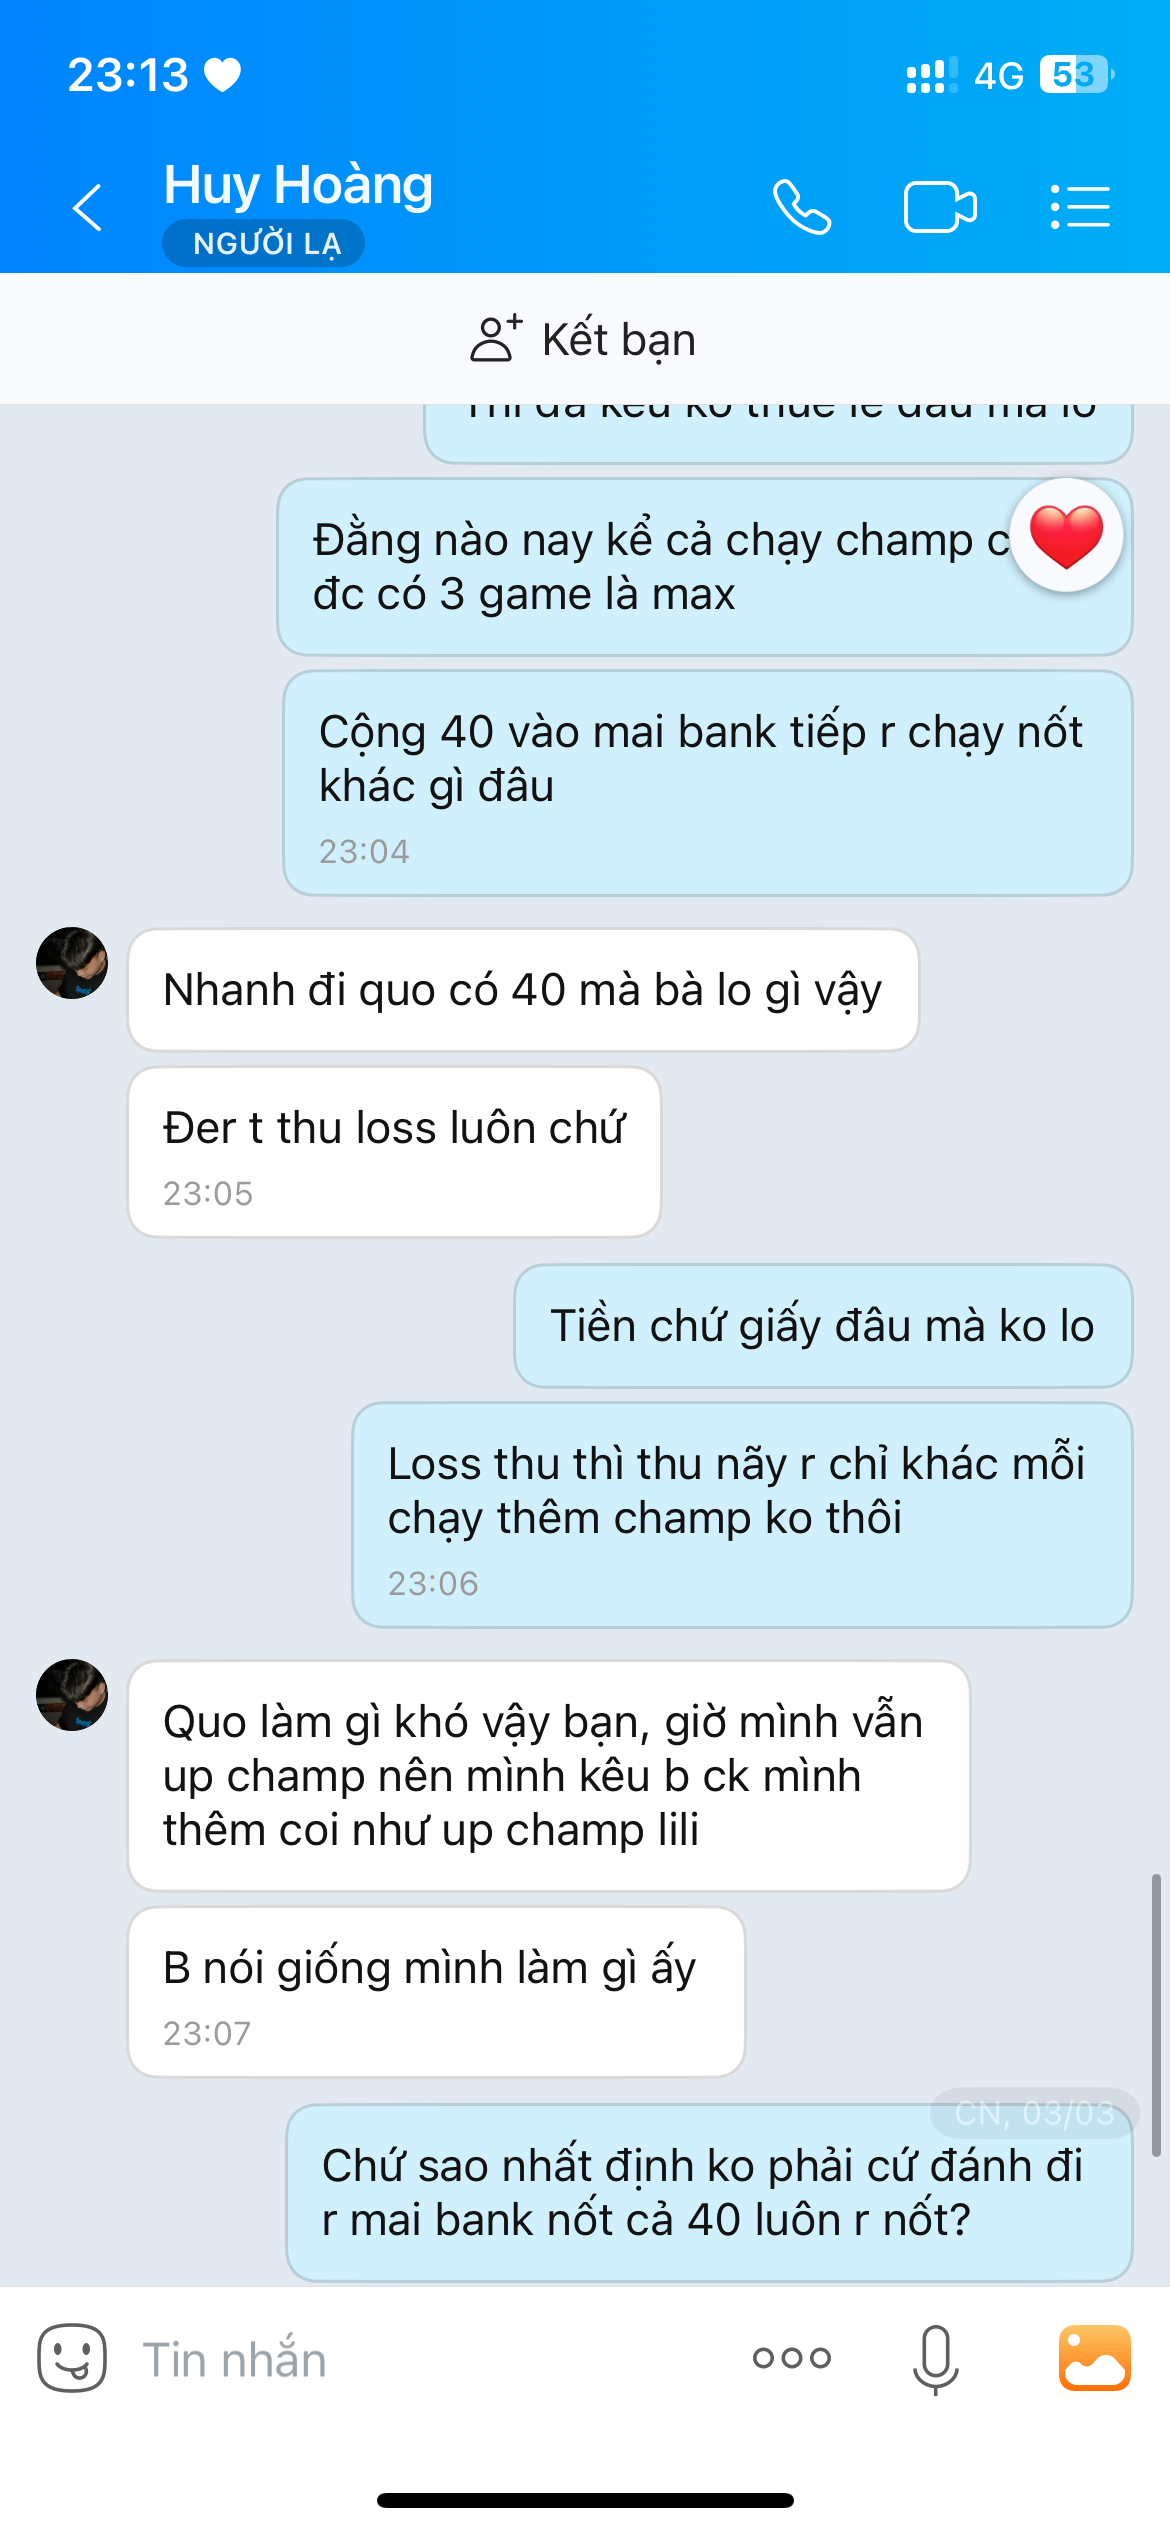 23:13
4G 53
Huy Hoàng
NGƯỜI LẠ
Kết bạn
Đằng nào nay kể cả chạy champ c
đc có 3 game là max
Cộng 40 vào mai bank tiếp r chạy nốt
khác gì đâu
23:04
Nhanh đi quo có 40 mà bà lo gì vậy
Đer t thu loss luôn chứ
23:05
Tiền chứ giấy đâu mà ko lo
Loss thu thì thu nãy r chỉ khác mỗi
chạy thêm champ ko thôi
23:06
Quo làm gì khó vậy bạn, giờ mình vẫn
up champ nên mình kêu b ck mình
thêm coi như up champ lili
B nói giống mình làm gì ấy
23:07
CN, 03/03
Chứ sao nhất định ko phải cứ đánh đi
r mai bank nốt cả 40 luôn r nốt?
Tin nhắn